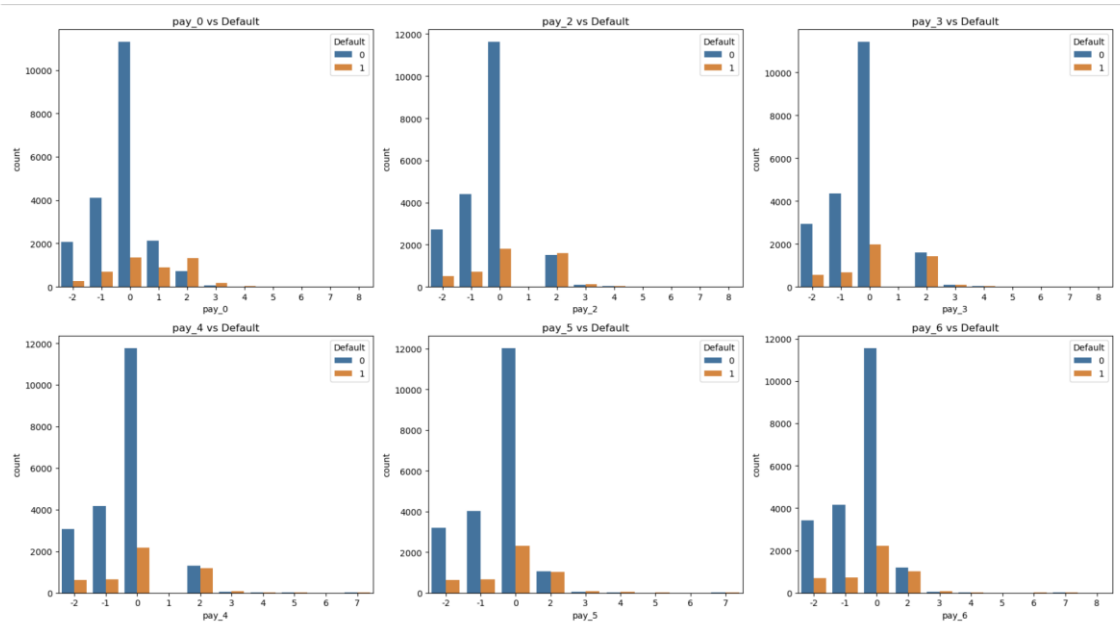 pay_0 vs Default
Default
0
1
10000
8000
6000
4000
2000
0
count
-2 -1 0 1 2 3 4 5 6 7 8
pay_0
pay_2 vs Default
Default
0
1
12000
10000
8000
6000
4000
2000
0
count
-2 -1 0 1 2 3 4 5 6 7 8
pay_2
pay_3 vs Default
Default
0
1
10000
8000
6000
4000
2000
0
count
-2 -1 0 1 2 3 4 5 6 7 8
pay_3
pay_4 vs Default
Default
0
1
12000
10000
8000
6000
4000
2000
0
count
-2 -1 0 1 2 3 4 5 7
pay_4
pay_5 vs Default
Default
0
1
12000
10000
8000
6000
4000
2000
0
count
-2 -1 0 2 3 4 5 6 7
pay_5
pay_6 vs Default
Default
0
1
12000
10000
8000
6000
4000
2000
0
count
-2 -1 0 2 3 4 5 6 7 8
pay_6